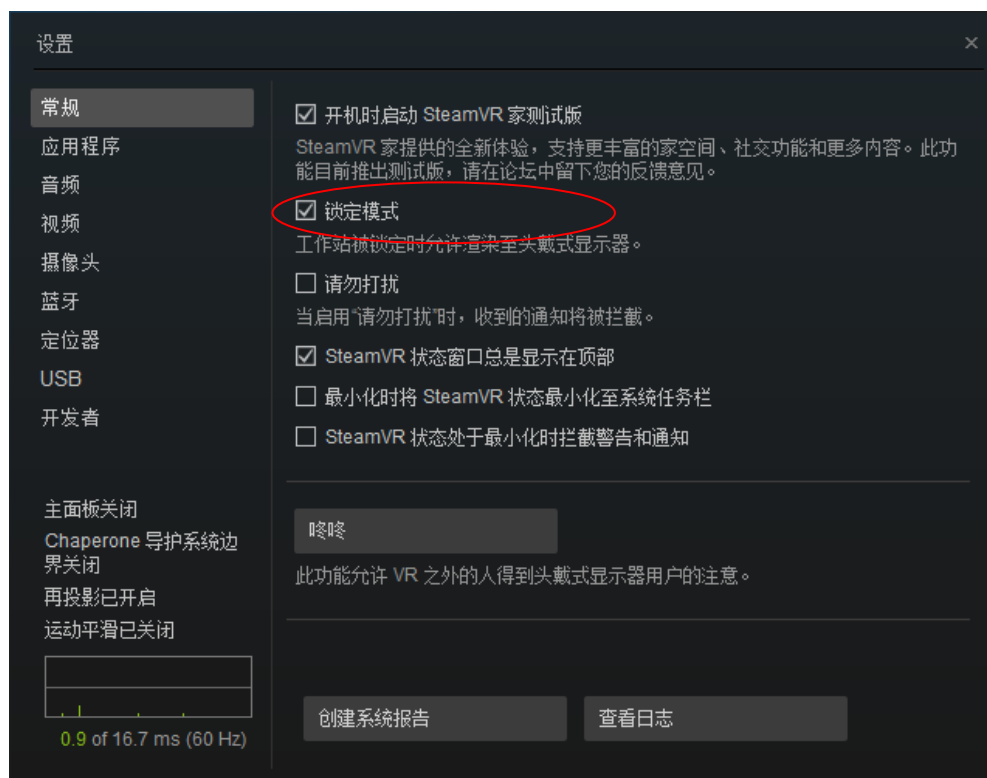 设置
常规
应用程序
音频
视频
摄像头
蓝牙
定位器
USB
开发者
主面板关闭
Chaperone 导护系统边
界关闭
再投影已开启
运动平滑已关闭
0.9 of 16.7 ms (60 Hz)
开机时启动 SteamVR 家测试版
SteamVR 家提供的全新体验，支持更丰富的家空间、社交功能和更多内容。此功
能目前推出测试版，请在论坛中留下您的反馈意见。
锁定模式
工作站被锁定时允许渲染至头戴式显示器。
请勿打扰
当启用“请勿打扰”时，收到的通知将被拦截。
SteamVR 状态窗口总是显示在顶部
最小化时将 SteamVR 状态最小化至系统任务栏
SteamVR 状态处于最小化时拦截警告和通知
咚咚
此功能允许 VR 之外的人得到头戴式显示器用户的注意。
创建系统报告
查看日志